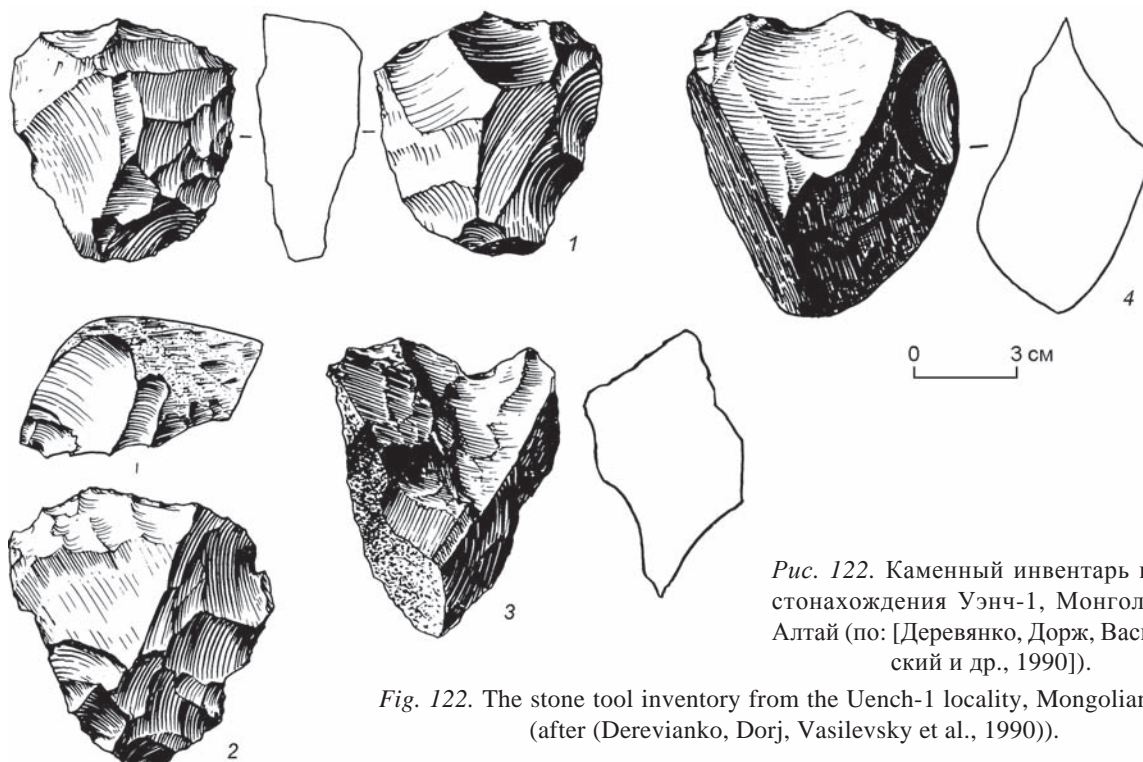 1
4
0 3 см
3
2
Рис. 122. Каменный инвентарь
стонахождения Уэнч-1,
Алтай (по: [Деревянко, Дорж,
ский и др., 1990]).
Fig. 122. The stone tool inventory from the Uench-1 locality, Mongolian
(after (Derevianko, Dorj, Vasilevsky et al., 1990)).